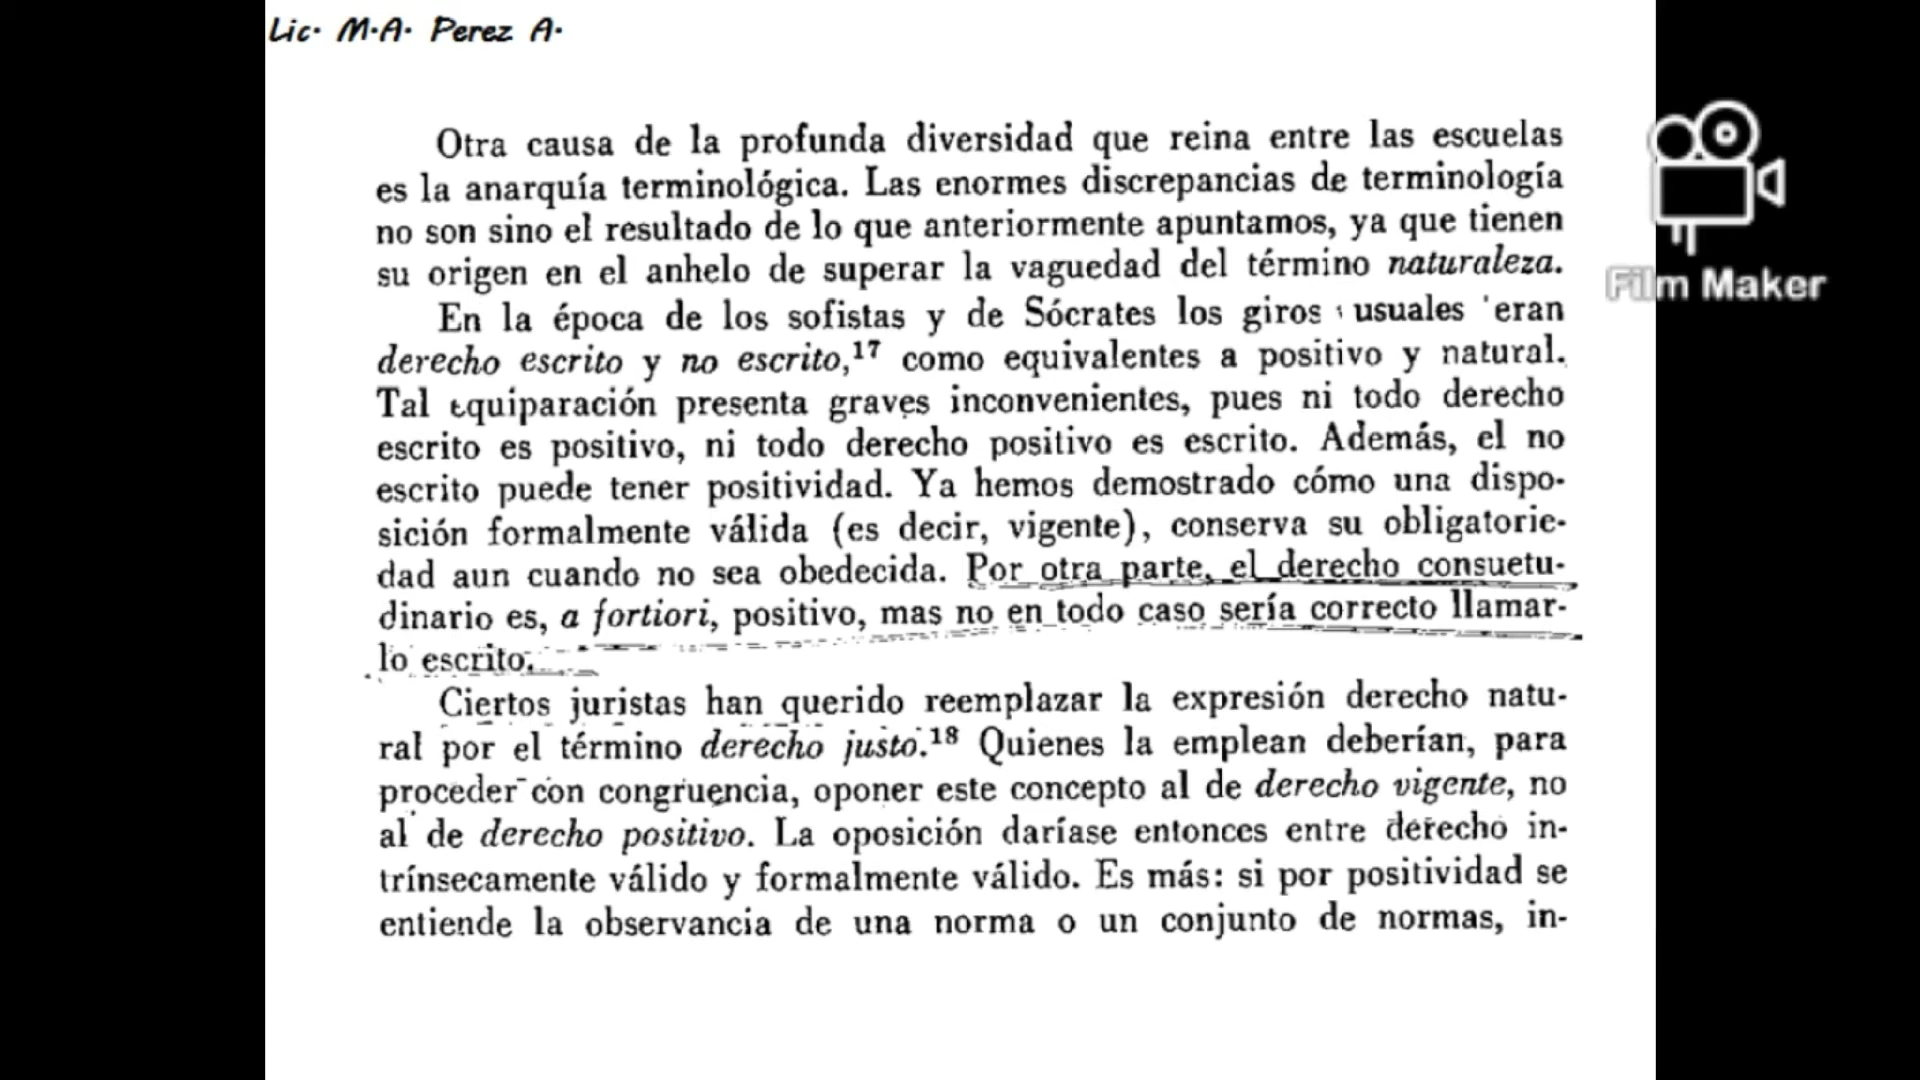 Lic. M.A. Perez A.
Otra causa de la profunda diversidad que reina entre las escuelas
es la anarquía terminológica. Las enormes discrepancias de terminología
no son sino el resultado de lo que anteriormente apuntamos, ya que tienen
su origen en el anhelo de superar la vaguedad del término naturaleza.
En la época de los sofistas y de Sócrates los giros usuales eran
derecho escrito y no escrito,17 como equivalentes a positivo y natural.
Tal equiparación presenta graves inconvenientes, pues ni todo derecho
escrito es positivo, ni todo derecho positivo es escrito. Además, el no
escrito puede tener positividad. Ya hemos demostrado cómo una dispo-
sición formalmente válida (es decir, vigente), conserva su obligatorie-
dad aun cuando no sea obedecida. Por otra parte, el derecho consuetu-
dinario es, a fortiori, positivo, mas no en todo caso sería correcto llamar-
lo escrito.
Ciertos juristas han querido reemplazar la expresión derecho natu-
ral por el término derecho justo.18 Quienes la emplean deberían, para
proceder con congruencia, oponer este concepto al de derecho vigente, no
al de derecho positivo. La oposición daríase entonces entre derecho in-
trínsecamente válido y formalmente válido. Es más: si por positividad se
entiende la observancia de una norma o un conjunto de normas, in-
Film Maker